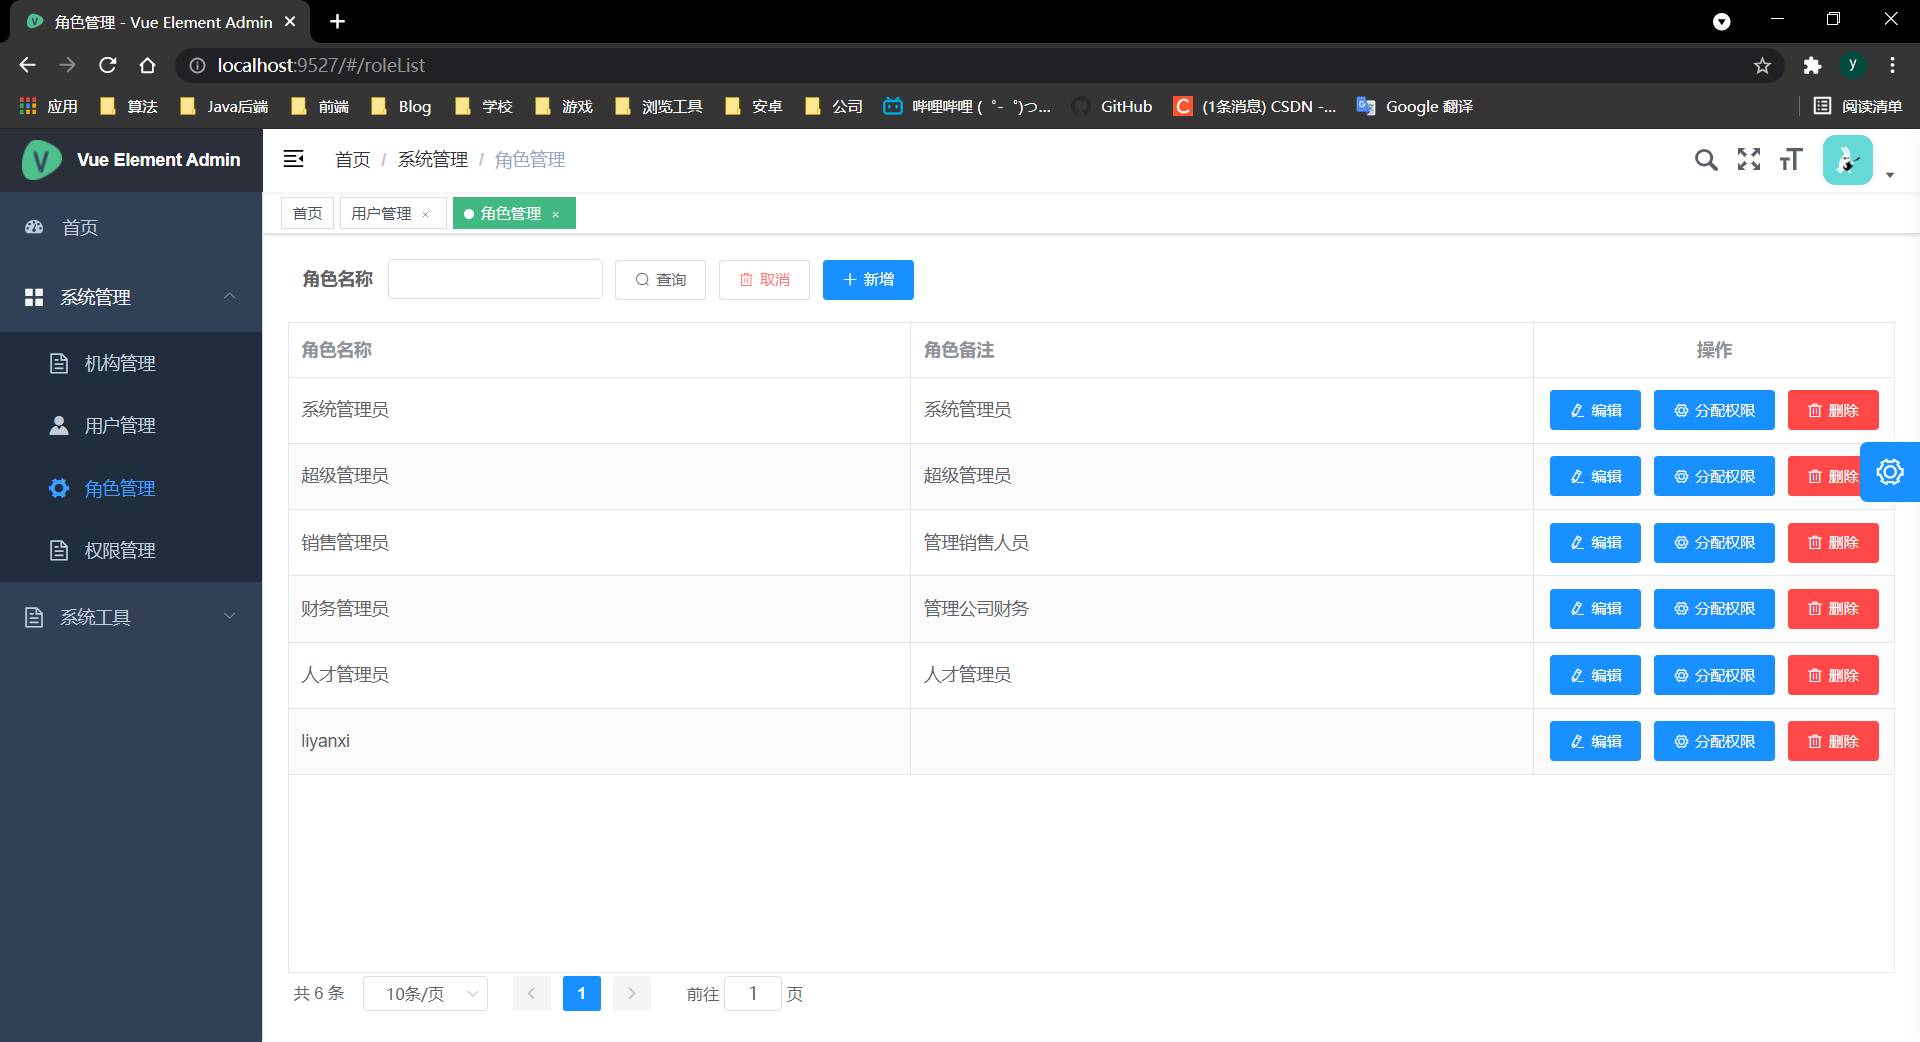 角色管理 - Vue Element Admin
localhost:9527/#/roleList
y
应用 算法 Java后端 前端 Blog 学校 游戏 浏览工具 安卓 公司 哔哩哔哩 (゜-゜)つ... GitHub (1条消息) CSDN -... Google 翻译 阅读清单
Vue Element Admin
首页 / 系统管理 / 角色管理
首页 用户管理 × 角色管理 ×
首页
系统管理
机构管理
用户管理
角色管理
权限管理
系统工具
角色名称 查询 取消 新增
角色名称 角色备注 操作
系统管理员 系统管理员 编辑 分配权限 删除
超级管理员 超级管理员 编辑 分配权限 删除
销售管理员 管理销售人员 编辑 分配权限 删除
财务管理员 管理公司财务 编辑 分配权限 删除
人才管理员 人才管理员 编辑 分配权限 删除
liyanxi 编辑 分配权限 删除
共 6 条 10条/页 1 前往 1 页